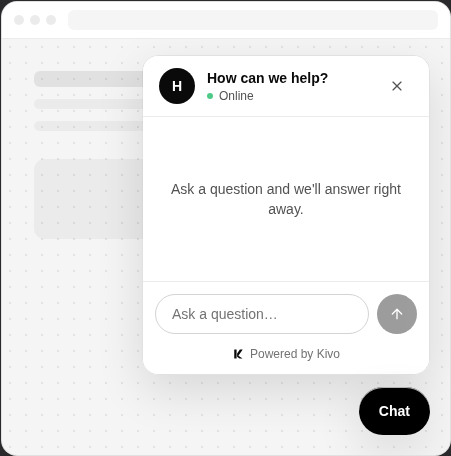 H
How can we help?
Online
Ask a question and we'll answer right
away.
Ask a question…
Powered by Kivo
Chat